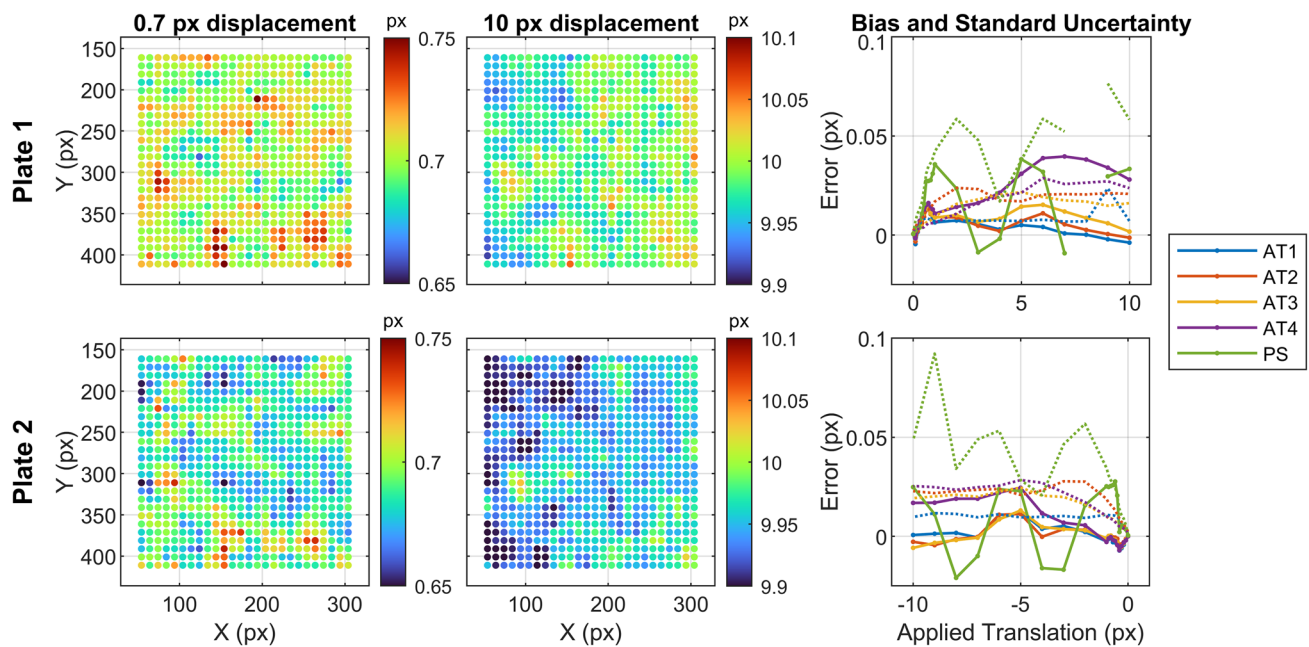 0.7 px displacement
px
10 px displacement
px
Bias and Standard Uncertainty
Plate 1
Y (px)
150
200
250
300
350
400
0.75
0.7
0.65
100
200
300
10.1
10.05
10
9.95
9.9
Error (px)
0.1
0.05
0
0
5
10
AT1
AT2
AT3
AT4
PS
Plate 2
Y (px)
150
200
250
300
350
400
100
200
300
X (px)
px
0.75
0.7
0.65
100
200
300
X (px)
px
10.1
10.05
10
9.95
9.9
Error (px)
0.1
0.05
0
-10
-5
0
Applied Translation (px)